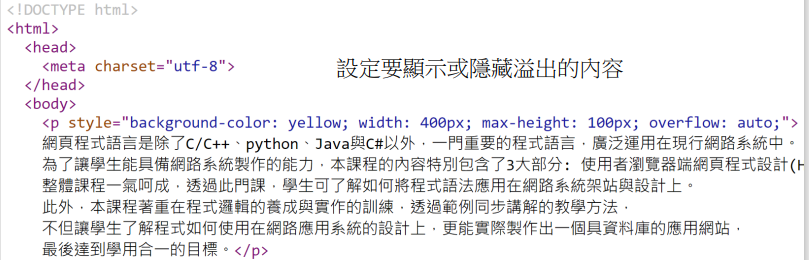 <!DOCTYPE html>
<html>
<head>
<meta charset="utf-8">
設定要顯示或隱藏溢出的內容
</head>
<body>
<p style="background-color: yellow; width: 400px; max-height: 100px; overflow: auto;">
網頁程式語言是除了C/C++、python、Java與C#以外，一門重要的程式語言，廣泛運用在現行網路系統中。
為了讓學生能具備網路系統製作的能力，本課程的內容特別包含了3大部分: 使用者瀏覽器端網頁程式設計(H
整體課程一氣呵成，透過此門課，學生可了解如何將程式語法應用在網路系統架站與設計上。
此外，本課程著重在程式邏輯的養成與實作的訓練，透過範例同步講解的教學方法，
不但讓學生了解程式如何使用在網路應用系統的設計上，更能實際製作出一個具資料庫的應用網站，
最後達到學用合一的目標。</p>